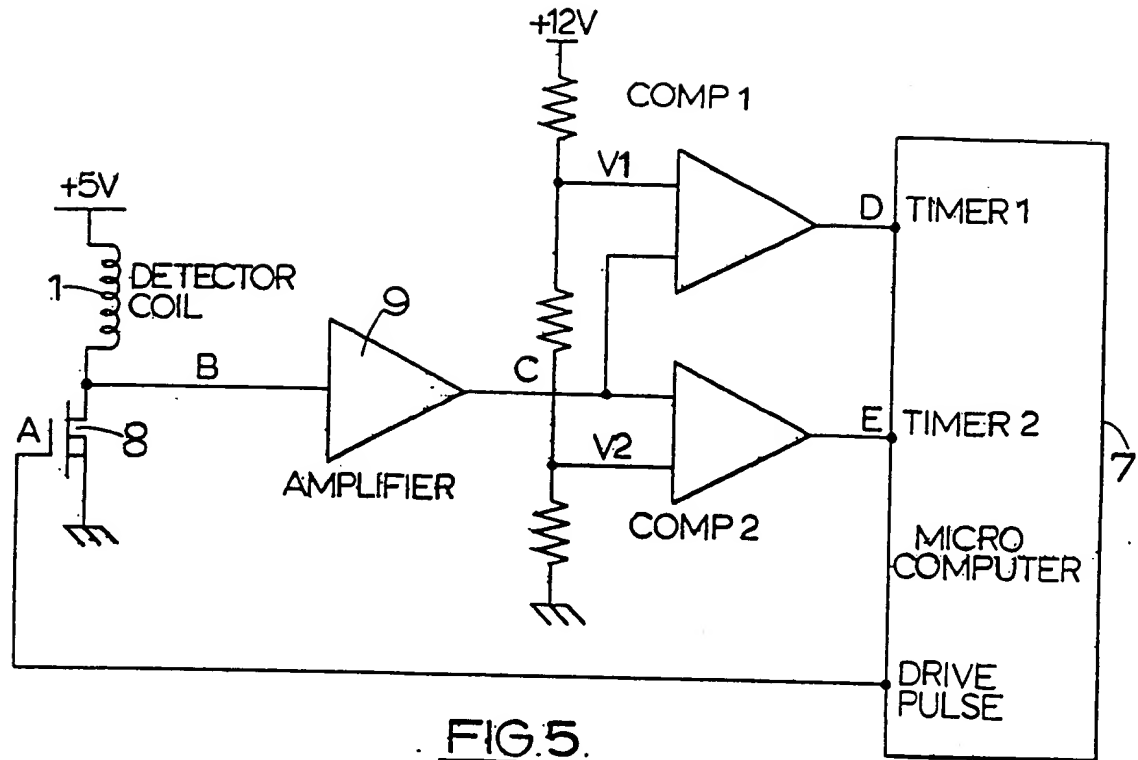 +12V
COMP 1
+5V
V1
D
TIMER 1
1
DETECTOR
COIL
9
B
C
A
8
E
TIMER 2
7
V2
AMPLIFIER
COMP 2
MICRO
COMPUTER
DRIVE
PULSE
FIG.5.